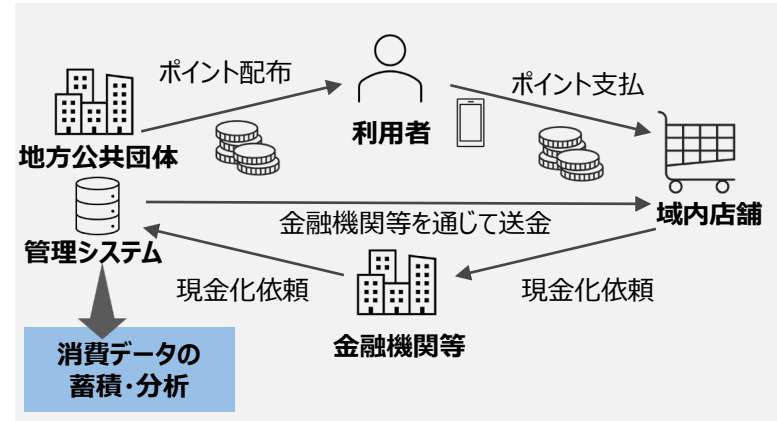 ポイント配布
ポイント支払
利用者
地方公共団体
域内店舗
金融機関等を通じて送金
管理システム
現金化依頼
現金化依頼
金融機関等
消費データの
蓄積・分析